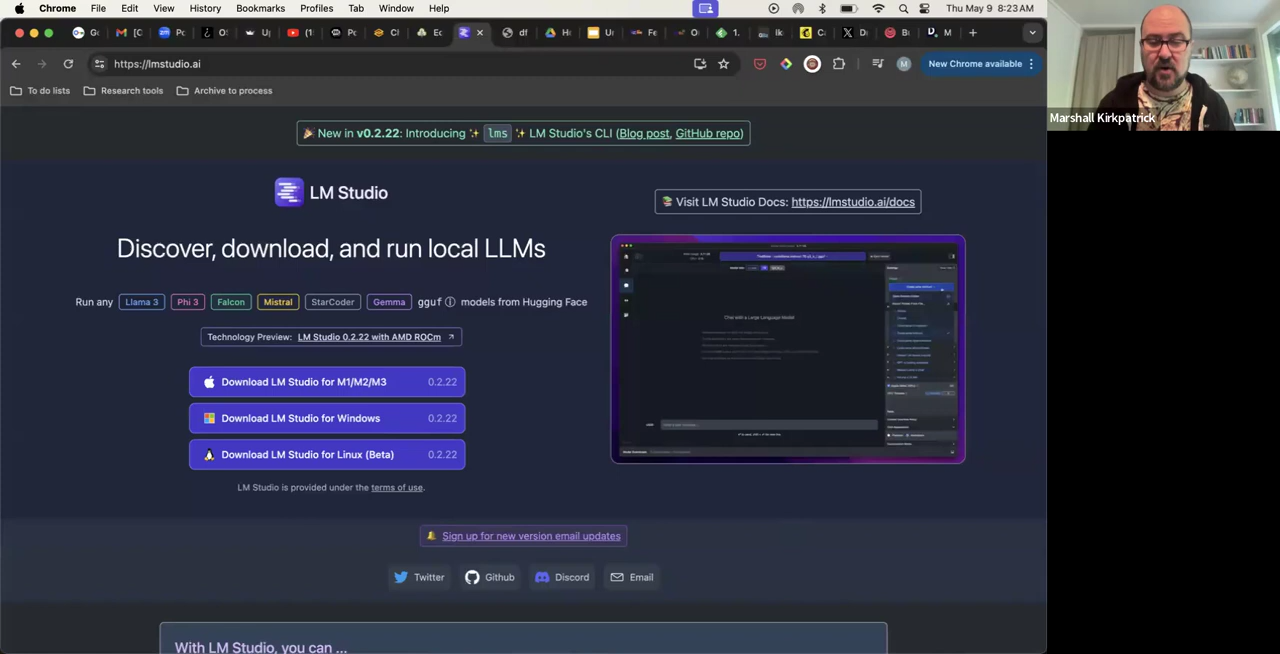 Chrome File Edit View History Bookmarks Profiles Tab Window Help Thu May 9 8:23 AM
https://lmstudio.ai
New Chrome available
To do lists Research tools Archive to process
Marshall Kirkpatrick
🎉 New in v0.2.22: Introducing ✨ lms ✨ LM Studio's CLI (Blog post, GitHub repo)
LM Studio
📚 Visit LM Studio Docs: https://lmstudio.ai/docs
Discover, download, and run local LLMs
Chat with a Large Language Model
Run any Llama 3 Phi 3 Falcon Mistral StarCoder Gemma gguf ⓘ models from Hugging Face
Technology Preview: LM Studio 0.2.22 with AMD ROCm
Download LM Studio for M1/M2/M3 0.2.22
Download LM Studio for Windows 0.2.22
Download LM Studio for Linux (Beta) 0.2.22
LM Studio is provided under the terms of use.
🔔 Sign up for new version email updates
Twitter Github Discord Email
With LM Studio, you can ...